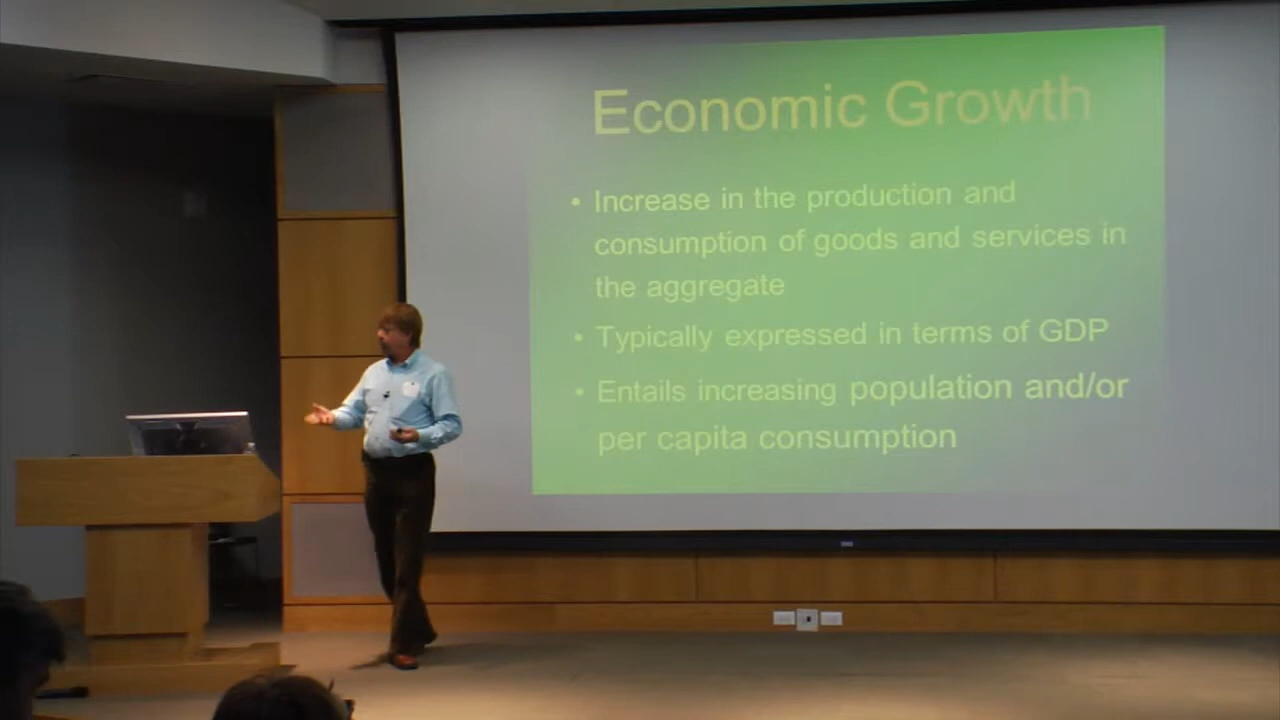 Economic Growth
• Increase in the production and
consumption of goods and services in
the aggregate
• Typically expressed in terms of GDP
• Entails increasing population and/or
per capita consumption